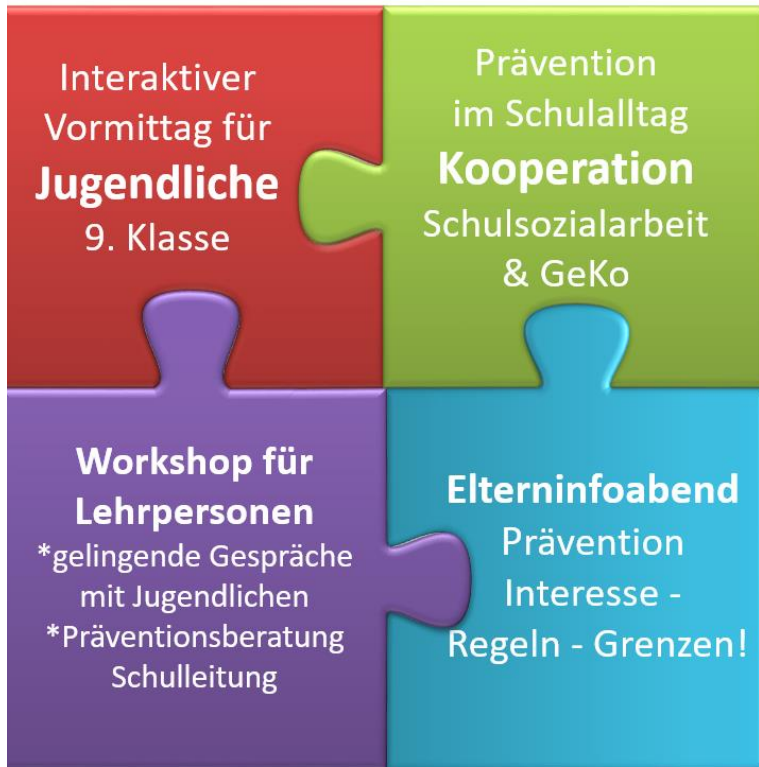 Interaktiver
Vormittag für
Jugendliche
9. Klasse
Prävention
im Schulalltag
Kooperation
Schulsozialarbeit
& GeKo
Workshop für
Lehrpersonen
*gelingende Gespräche
mit Jugendlichen
*Präventionsberatung
Schulleitung
Elterninfoabend
Prävention
Interesse -
Regeln - Grenzen!